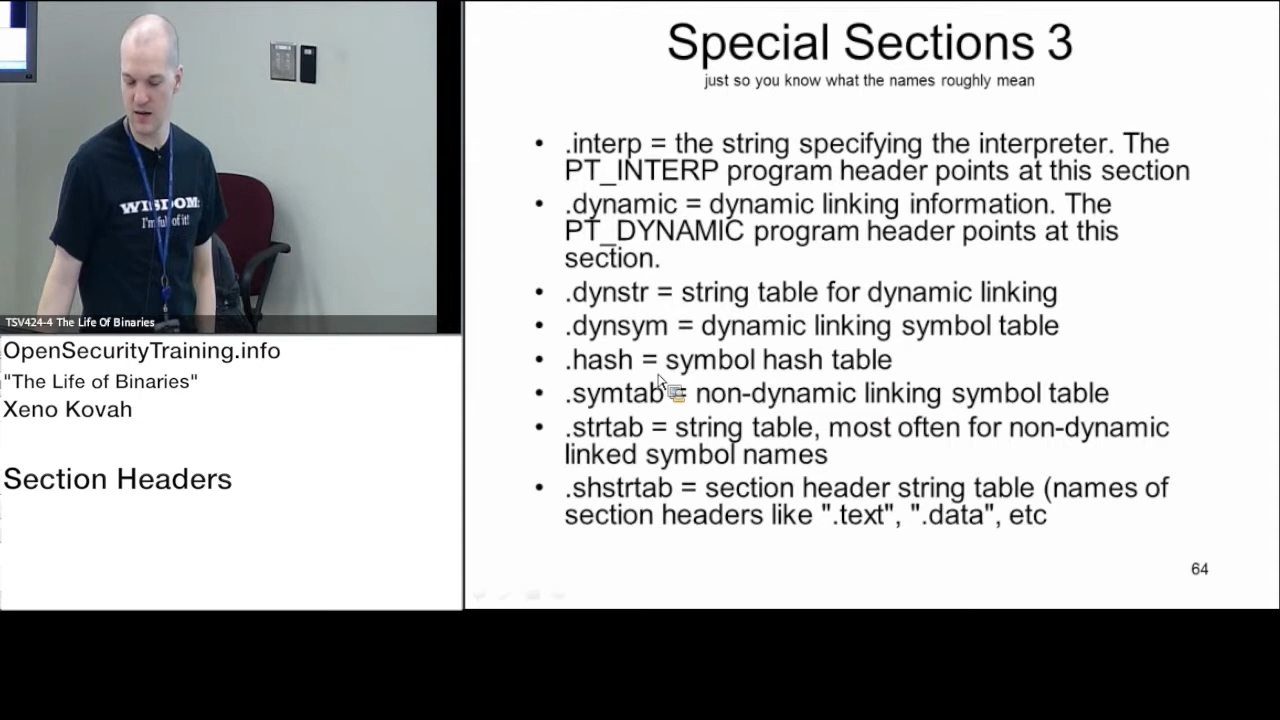 WISDOM:
I'm full of it!
TSV424-4 The Life Of Binaries
OpenSecurityTraining.info
"The Life of Binaries"
Xeno Kovah
Section Headers
Special Sections 3
just so you know what the names roughly mean
• .interp = the string specifying the interpreter. The
PT_INTERP program header points at this section
• .dynamic = dynamic linking information. The
PT_DYNAMIC program header points at this
section.
• .dynstr = string table for dynamic linking
• .dynsym = dynamic linking symbol table
• .hash = symbol hash table
• .symtab = non-dynamic linking symbol table
• .strtab = string table, most often for non-dynamic
linked symbol names
• .shstrtab = section header string table (names of
section headers like ".text", ".data", etc
64